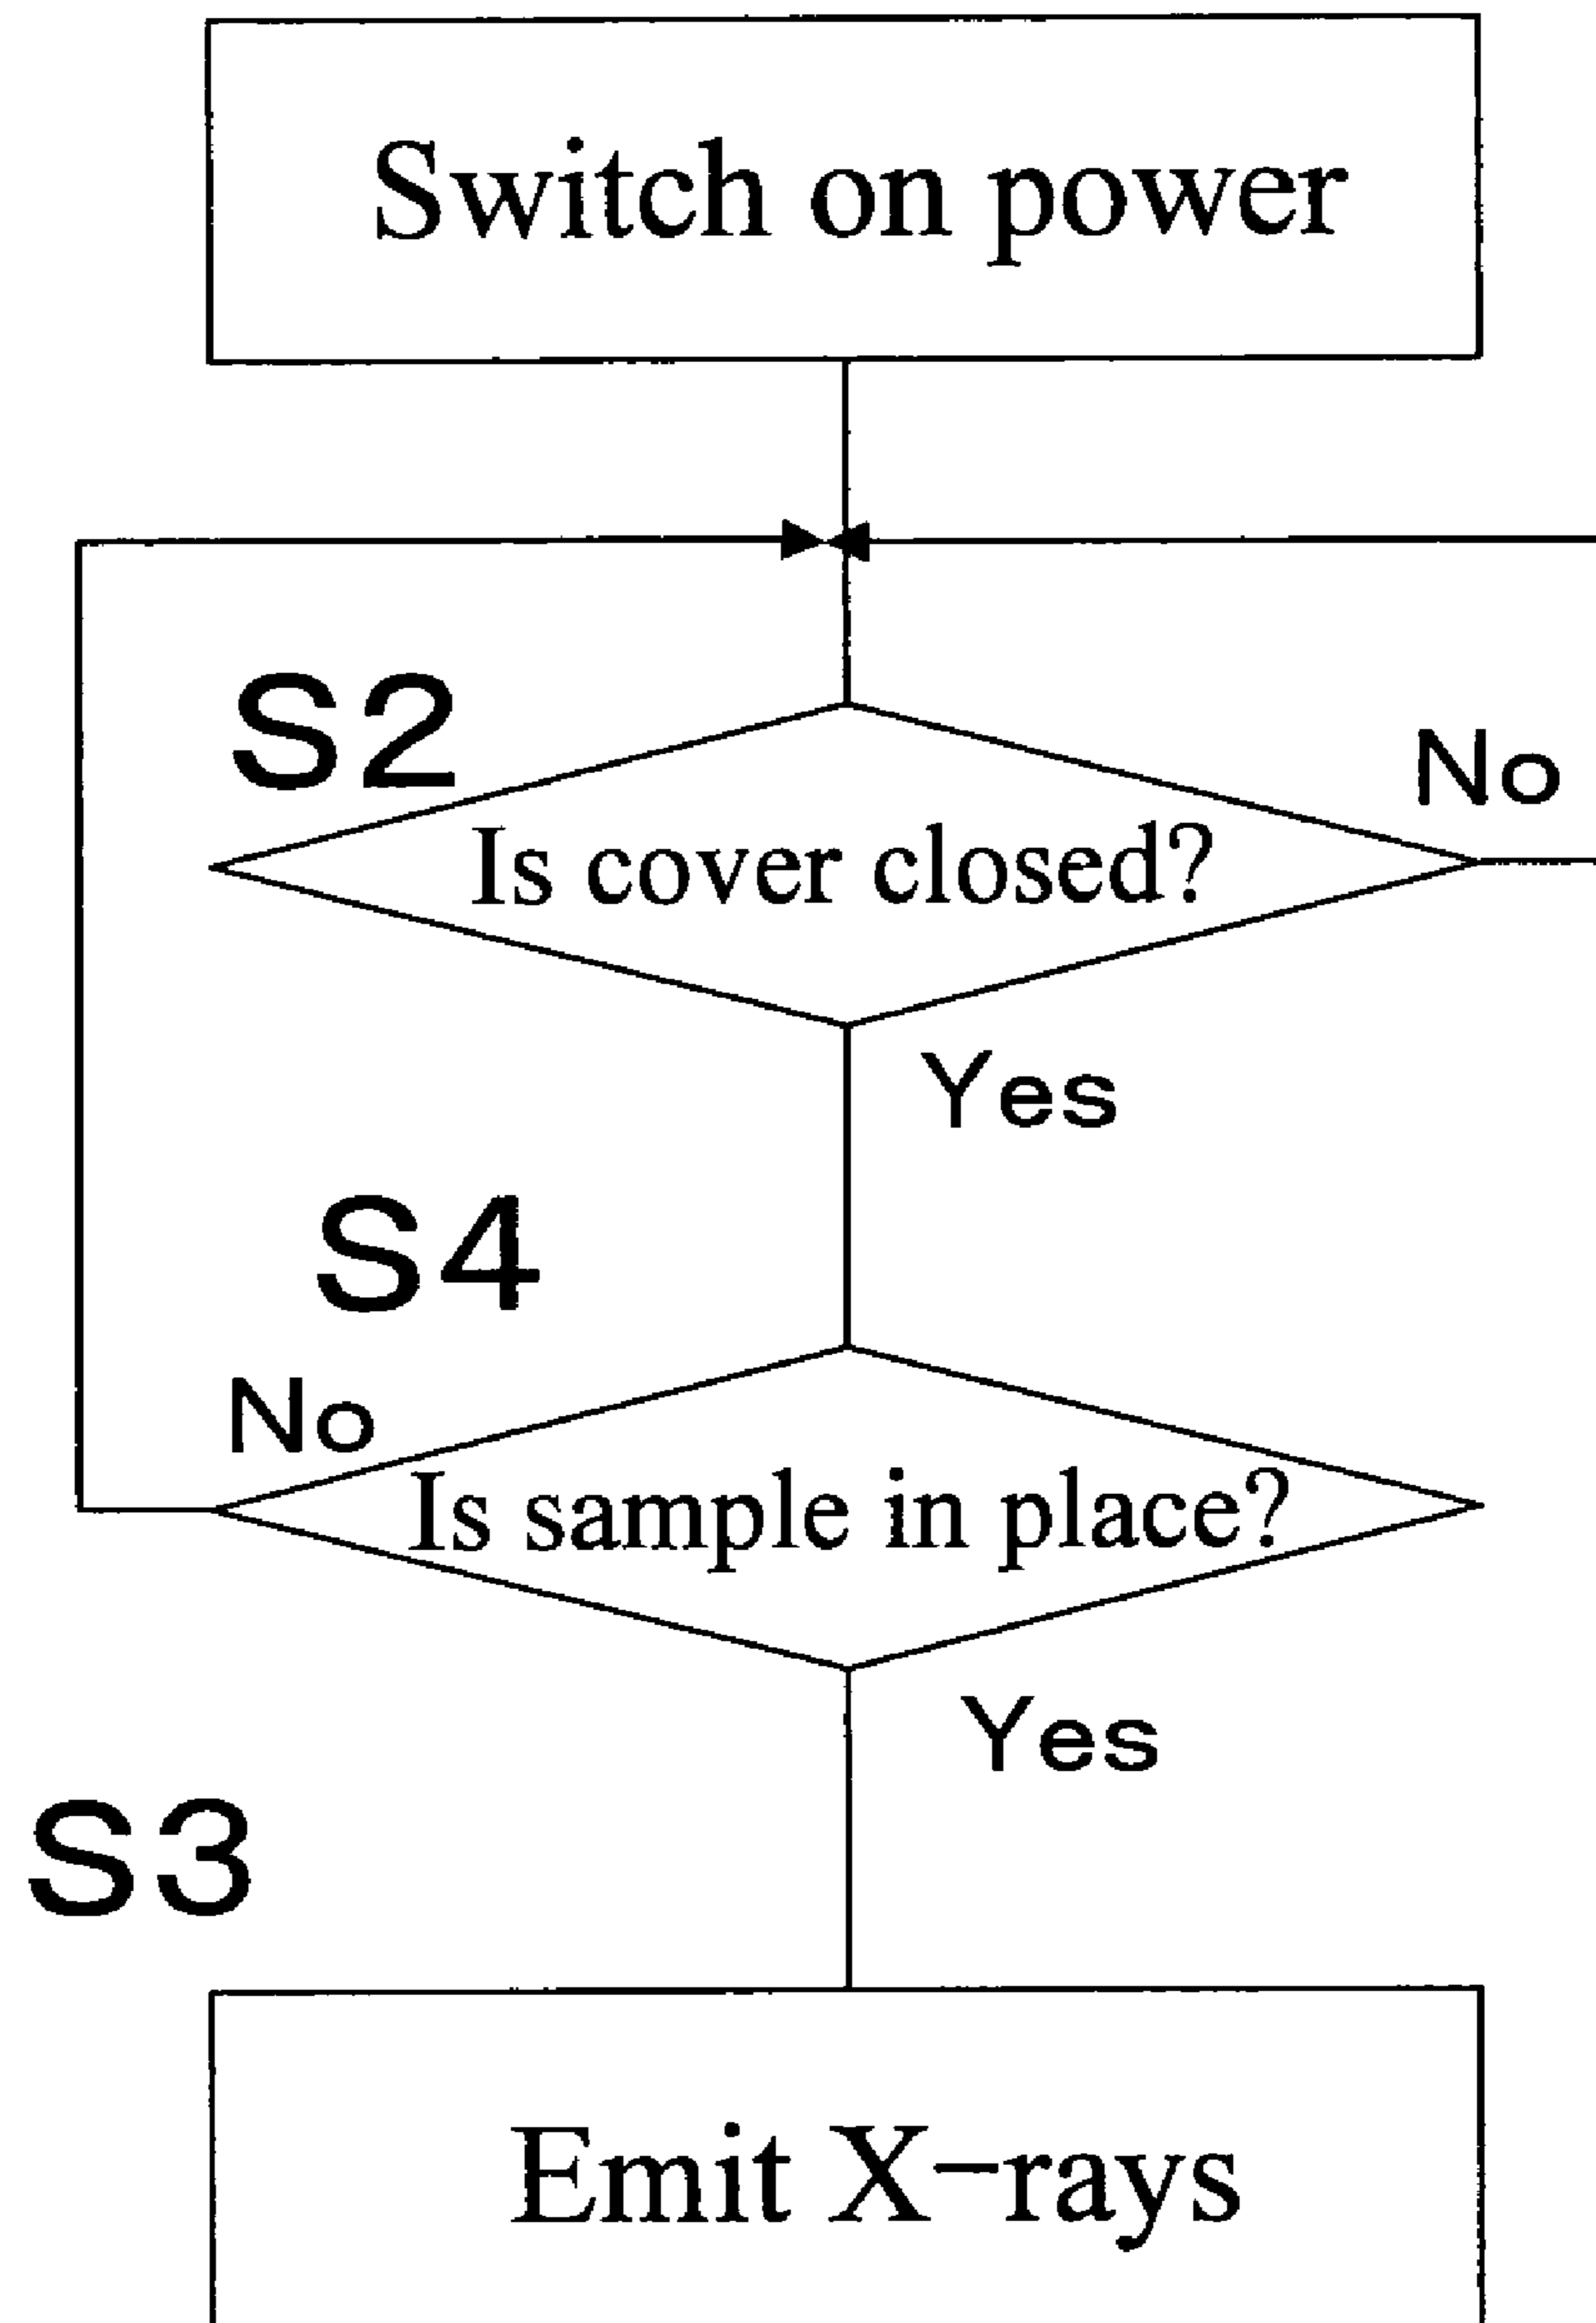 Switch on power
S2
No
Is cover closed?
Yes
S4
No
Is sample in place?
Yes
S3
Emit X-rays